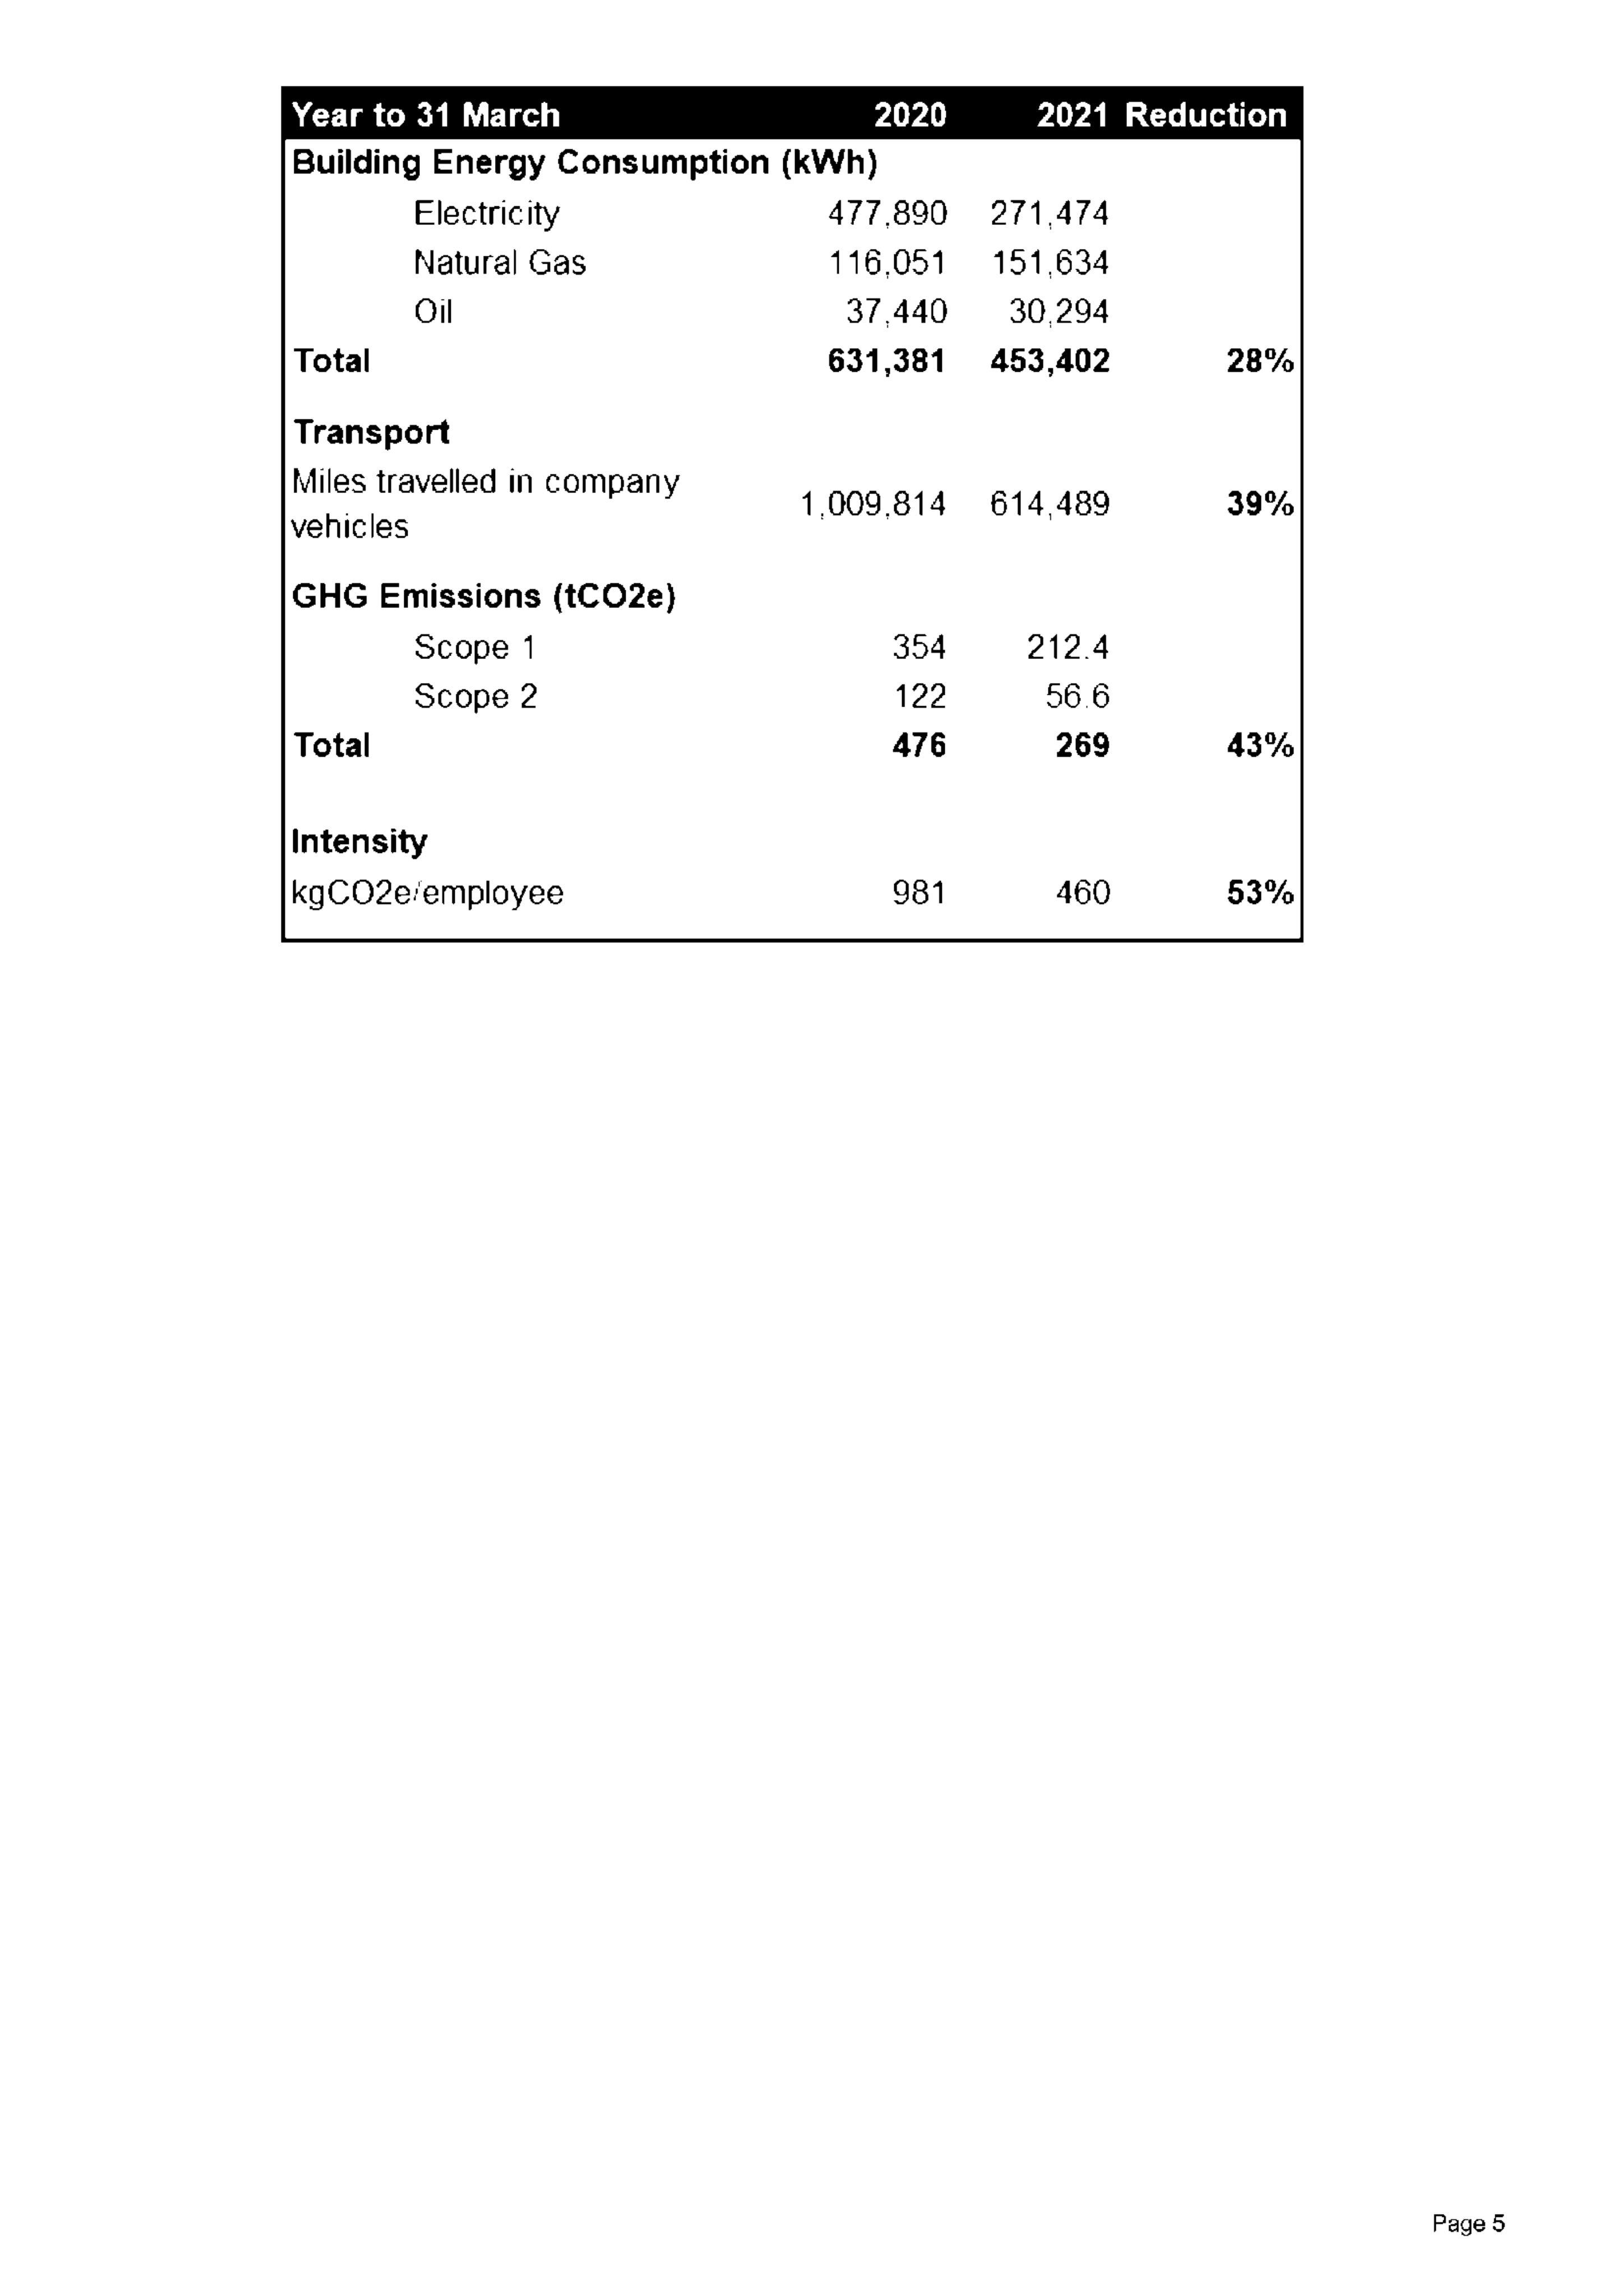 Year to 31 March 2020 2021 Reduction
Building Energy Consumption (kWh)
Electricity 477,890 271,474
Natural Gas 116,051 151,634
Oil 37,440 30,294
Total 631,381 453,402 28%
Transport
Miles travelled in company
vehicles 1,009,814 614,489 39%
GHG Emissions (tCO2e)
Scope 1 354 212.4
Scope 2 122 56.6
Total 476 269 43%
Intensity
kgCO2e/employee 981 460 53%
Page 5